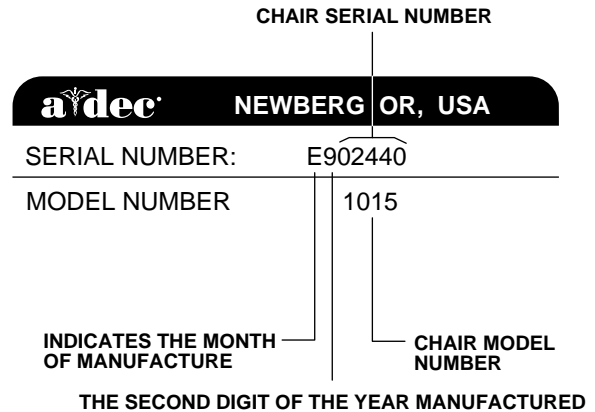 CHAIR SERIAL NUMBER
a dec NEWBERG OR, USA
SERIAL NUMBER: E902440
MODEL NUMBER 1015
INDICATES THE MONTH
OF MANUFACTURE
CHAIR MODEL
NUMBER
THE SECOND DIGIT OF THE YEAR MANUFACTURED